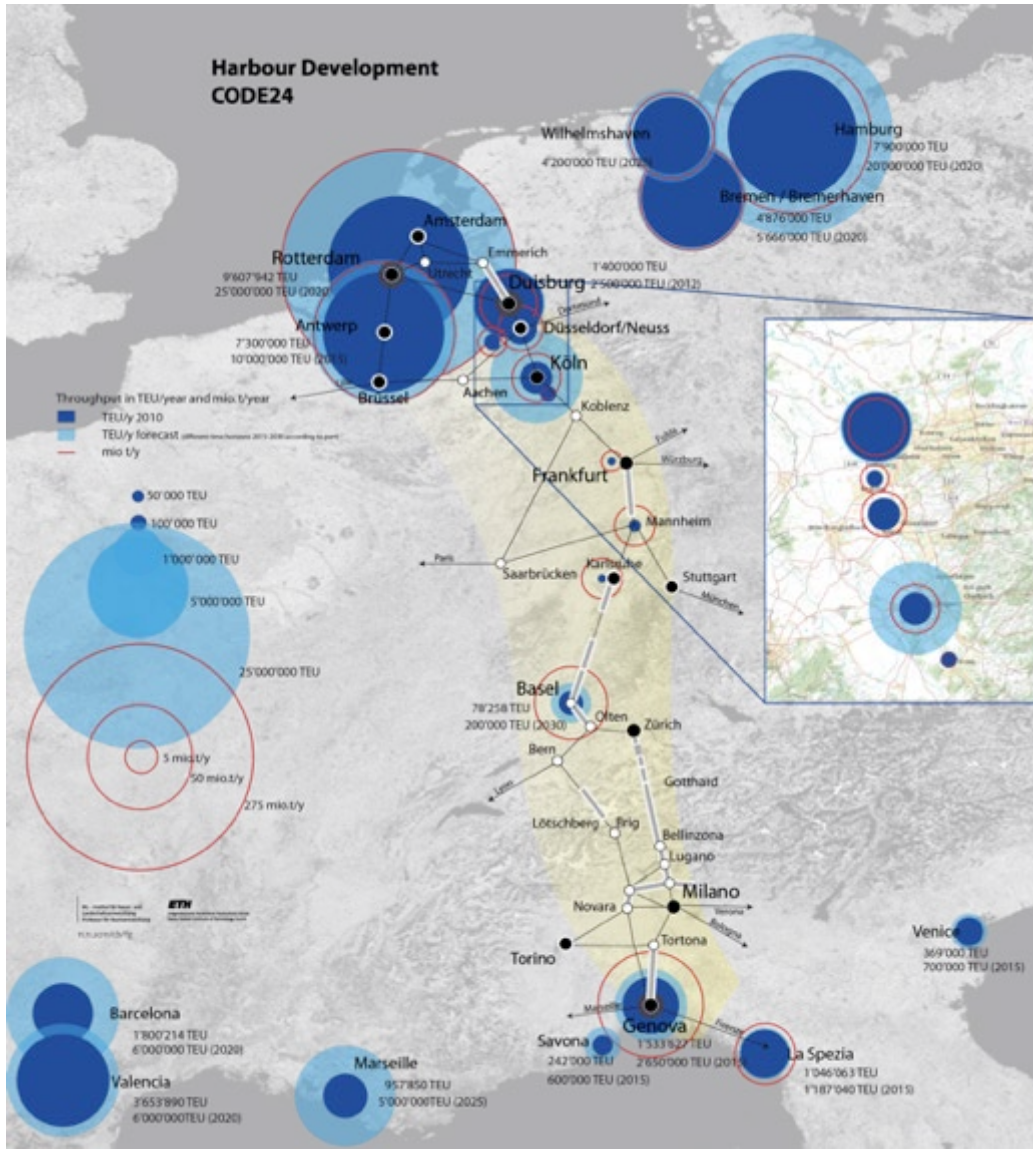 Harbour Development
CODE24
Wilhelmshaven
4'200'000 TEU
Hamburg
7'900'000 TEU
20'000'000 TEU (2020)
Bremen / Bremerhaven
4'876'000 TEU
5'666'000 TEU (2020)
Amsterdam
Emmerich
Rotterdam
Utrecht
9'607'942 TEU
25'000'000 TEU (2020
Duisburg
1'400'000 TEU
2'500'000 TEU (2012)
Dortmund
Antwerp
7'300'000 TEU
10'000'000 TEU (2015)
Düsseldorf/Neuss
Köln
Brüssel
Aachen
Koblenz
Throughput in TEU/year and mio. t/year
TEU/y 2010
TEU/y forecast
mio t/y
50'000 TEU
100'000 TEU
1'000'000 TEU
5'000'000 TEU
25'000'000 TEU
5 mio.t/y
50 mio.t/y
275 mio.t/y
Fulda
Frankfurt
Würzburg
Mannheim
Paris
Saarbrücken
Karlsruhe
Stuttgart
München
Basel
78'258 TEU
200'000 TEU (2030)
Olten
Zürich
Bern
Lyon
Gotthard
Lötschberg
Brig
Bellinzona
Lugano
Milano
Novara
Verona
Bologna
Torino
Tortona
ETH
Venice
369'000 TEU
700'000 TEU (2015)
Marseille
Genova
Firenze
1'533'627 TEU
2'650'000 TEU (2015
Savona
242'000 TEU
600'000 TEU (2015)
La Spezia
1'046'063 TEU
1'187'040 TEU (2015)
Barcelona
1'800'214 TEU
6'000'000 TEU (2020)
Valencia
3'653'890 TEU
6'000'000TEU (2020)
Marseille
957'850 TEU
5'000'000TEU (2025)